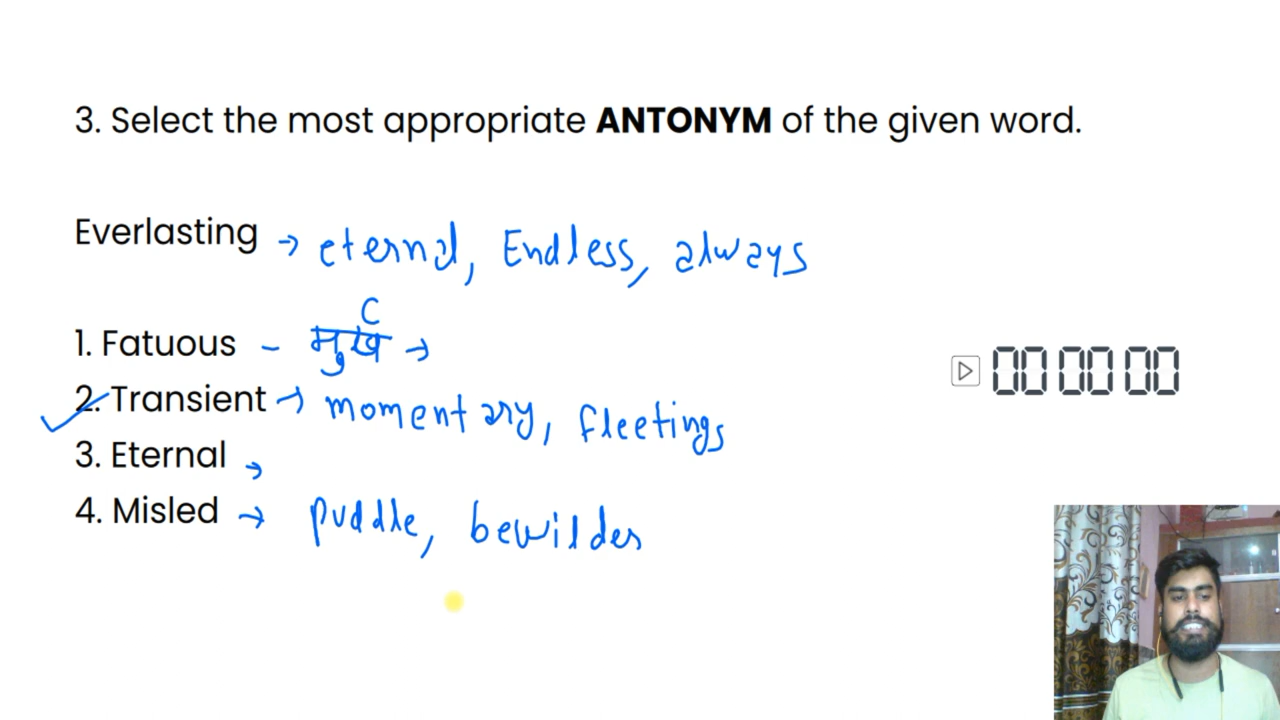 3. Select the most appropriate ANTONYM of the given word.
Everlasting → eternal, Endless, always
1. Fatuous - मुर्ख →
2. Transient → momentary, fleetings
00 00 00
3. Eternal →
4. Misled → puddle, bewilder